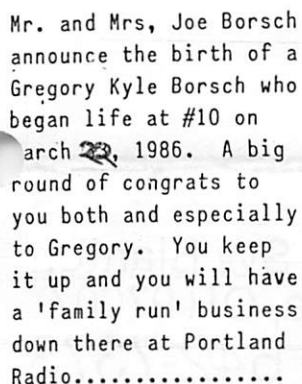 Mr. and Mrs, Joe Borsch
announce the birth of a
Gregory Kyle Borsch who
began life at #10 on
arch , 1986. A big
round of congrats to
you both and especially
to Gregory. You keep
it up and you will have
a 'family run' business
down there at Portland
Radio.................